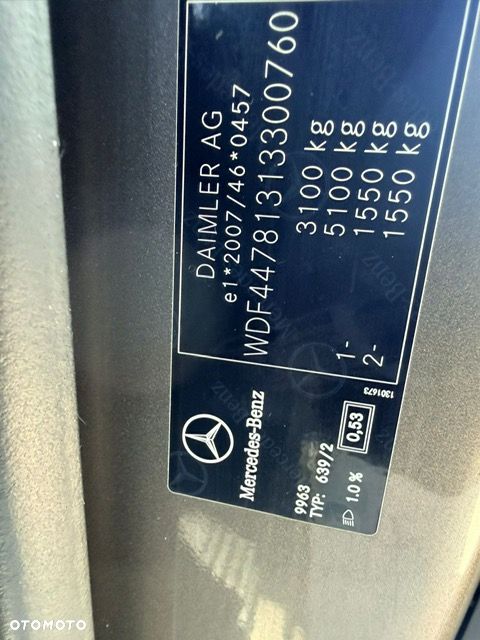 DAIMLER AG
e1*2007/46*0457
WDF44781313300760
3100 kg
5100 kg
1- 1550 kg
2- 1550 kg
Mercedes-Benz
1301673
9963
TYP: 639/2
0,53
1.0 %
OTOMOTO